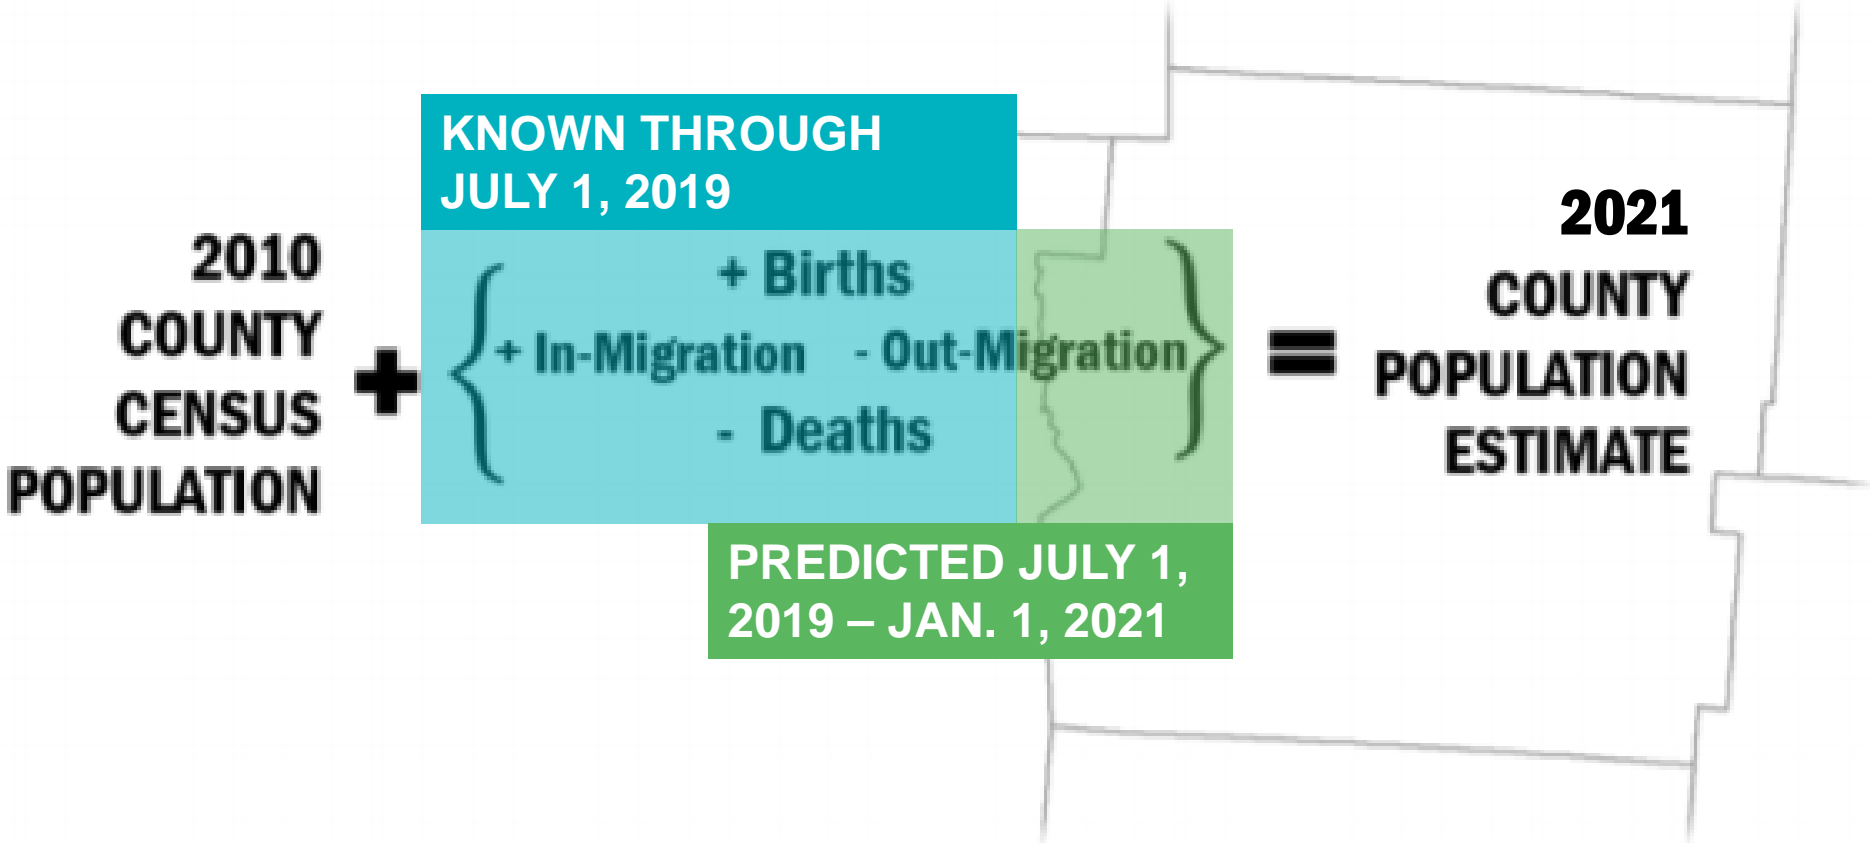 2010
COUNTY
CENSUS
POPULATION
+
KNOWN THROUGH
JULY 1, 2019
{ + Births
+ In-Migration - Out-Migration }
- Deaths
PREDICTED JULY 1,
2019 – JAN. 1, 2021
=
2021
COUNTY
POPULATION
ESTIMATE